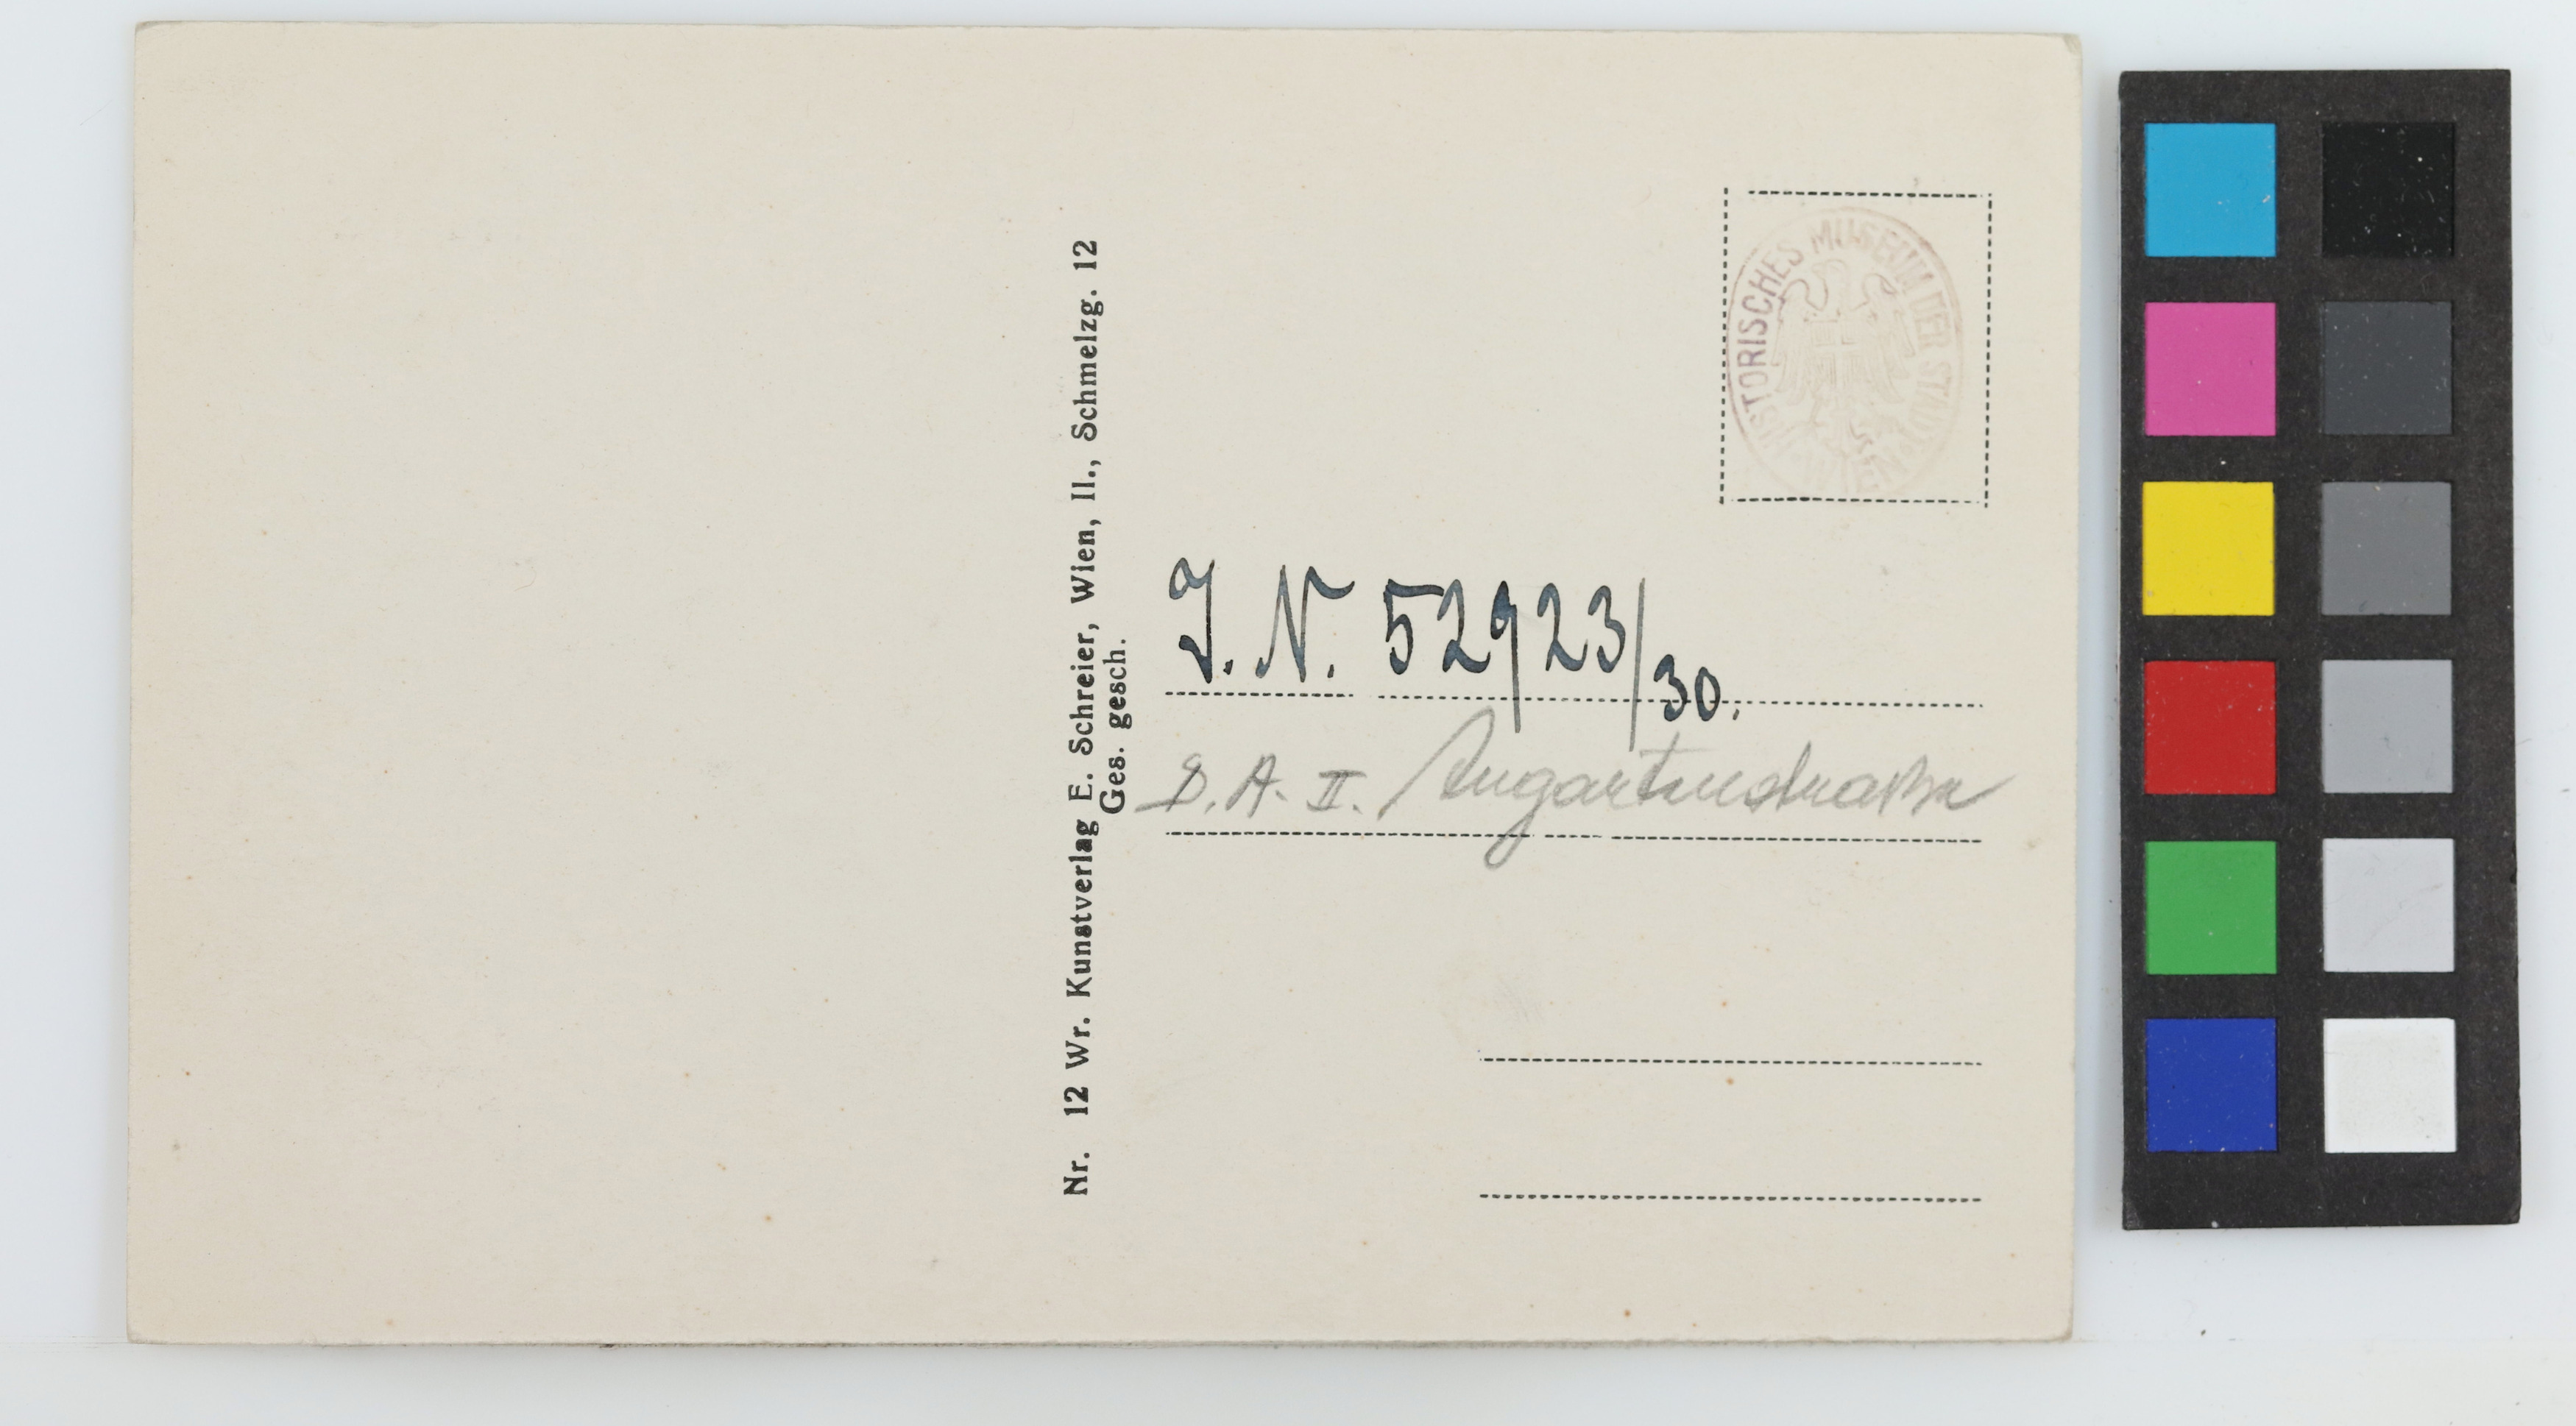 Nr. 12 Wr. Kunstverlag E. Schreier, Wien, II., Schmelzg. 12
Ges. gesch.
HISTORISCHES MUSEUM DER STADT WIEN
J. N. 52923/30.
D. A. II. Augartenstraße